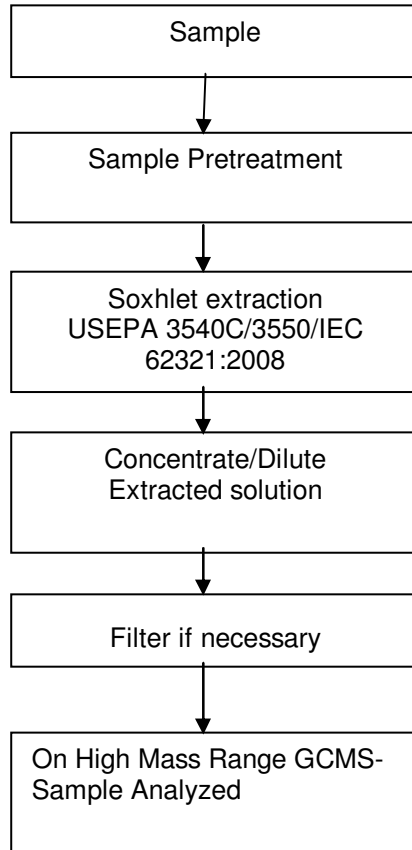 Sample
Sample Pretreatment
Soxhlet extraction
USEPA 3540C/3550/IEC
62321:2008
Concentrate/Dilute
Extracted solution
Filter if necessary
On High Mass Range GCMS-
Sample Analyzed